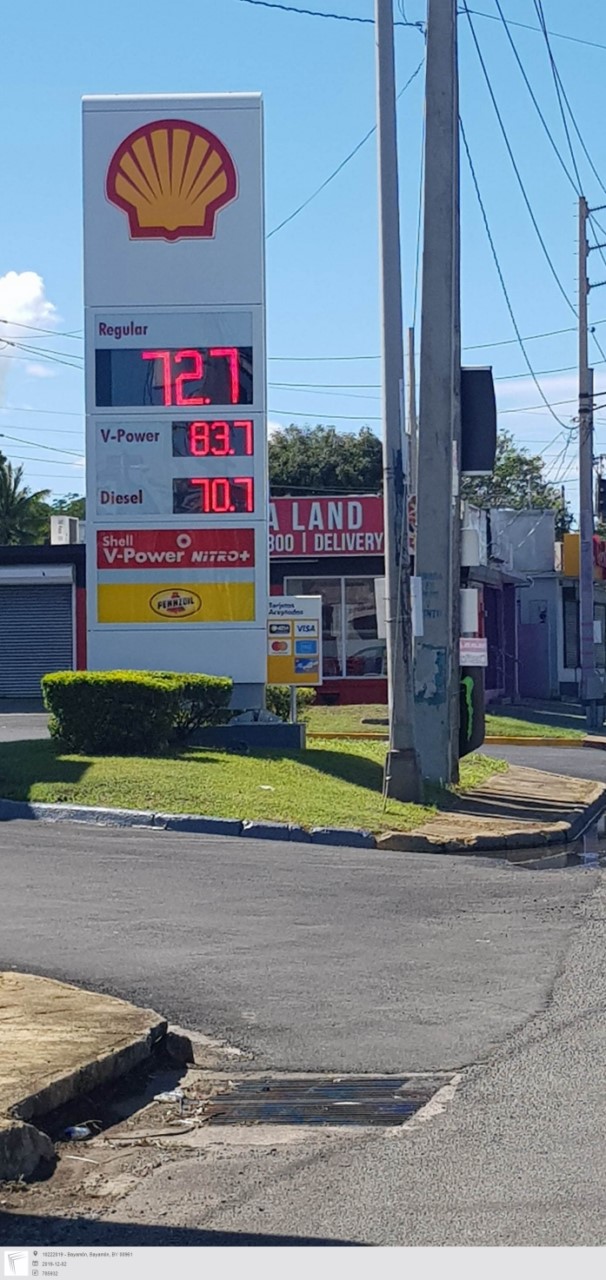 Regular
72.7
V-Power
83.7
Diesel
70.7
Shell
V-Power NiTRO+
PENNZOIL
A LAND
800 | DELIVERY
Tarjetas
Aceptadas
VISA
2019-12-02